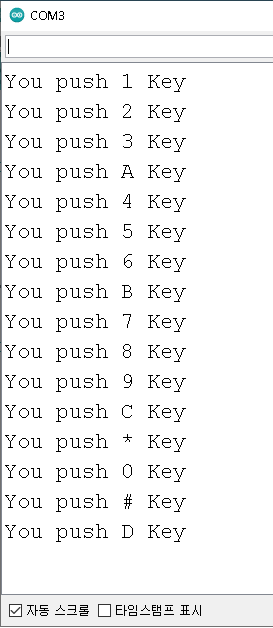 COM3
You push 1 Key
You push 2 Key
You push 3 Key
You push A Key
You push 4 Key
You push 5 Key
You push 6 Key
You push B Key
You push 7 Key
You push 8 Key
You push 9 Key
You push C Key
You push * Key
You push 0 Key
You push # Key
You push D Key
자동 스크롤 타임스탬프 표시